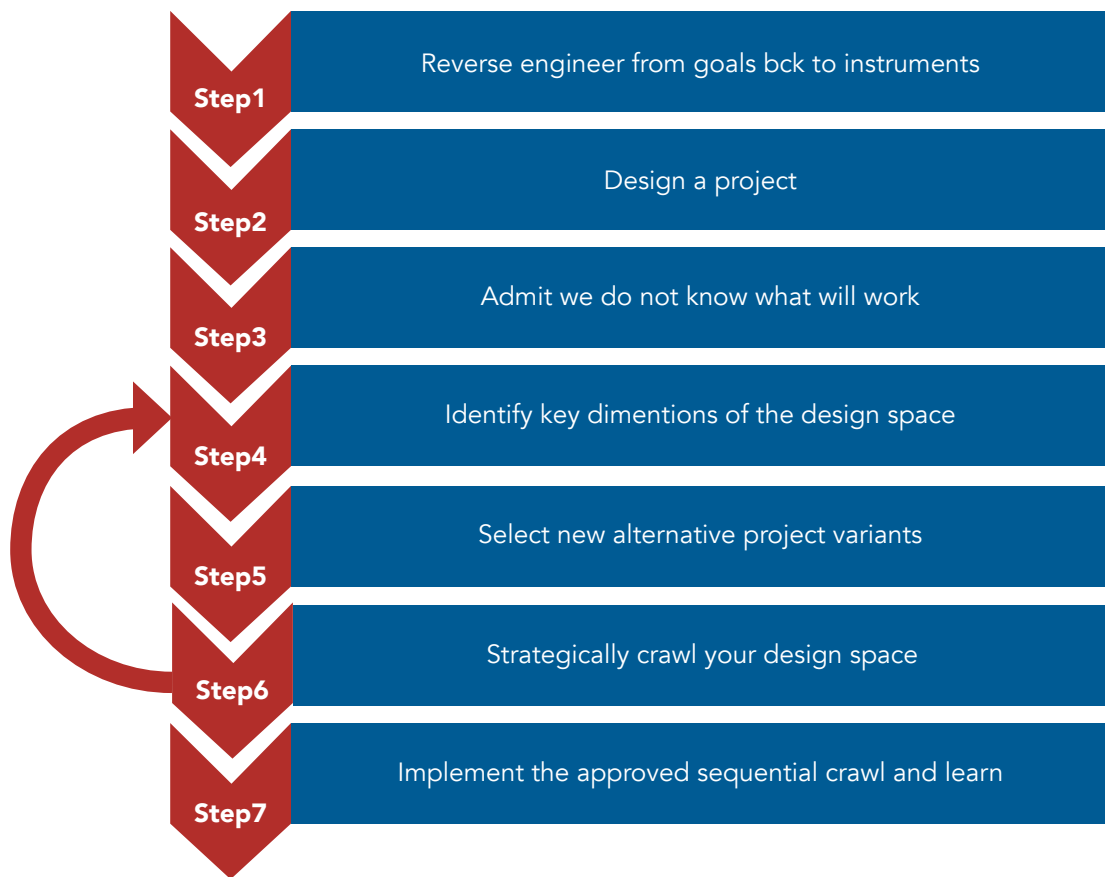 Step1
Reverse engineer from goals bck to instruments
Step2
Design a project
Step3
Admit we do not know what will work
Step4
Identify key dimentions of the design space
Step5
Select new alternative project variants
Step6
Strategically crawl your design space
Step7
Implement the approved sequential crawl and learn